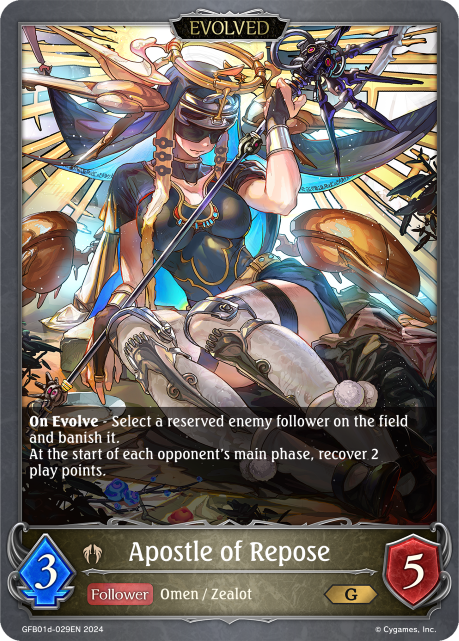 EVOLVED
On Evolve - Select a reserved enemy follower on the field
and banish it.
At the start of each opponent's main phase, recover 2
play points.
3
Apostle of Repose
5
Follower Omen / Zealot
G
GFB01d-029EN 2024
© Cygames, Inc.